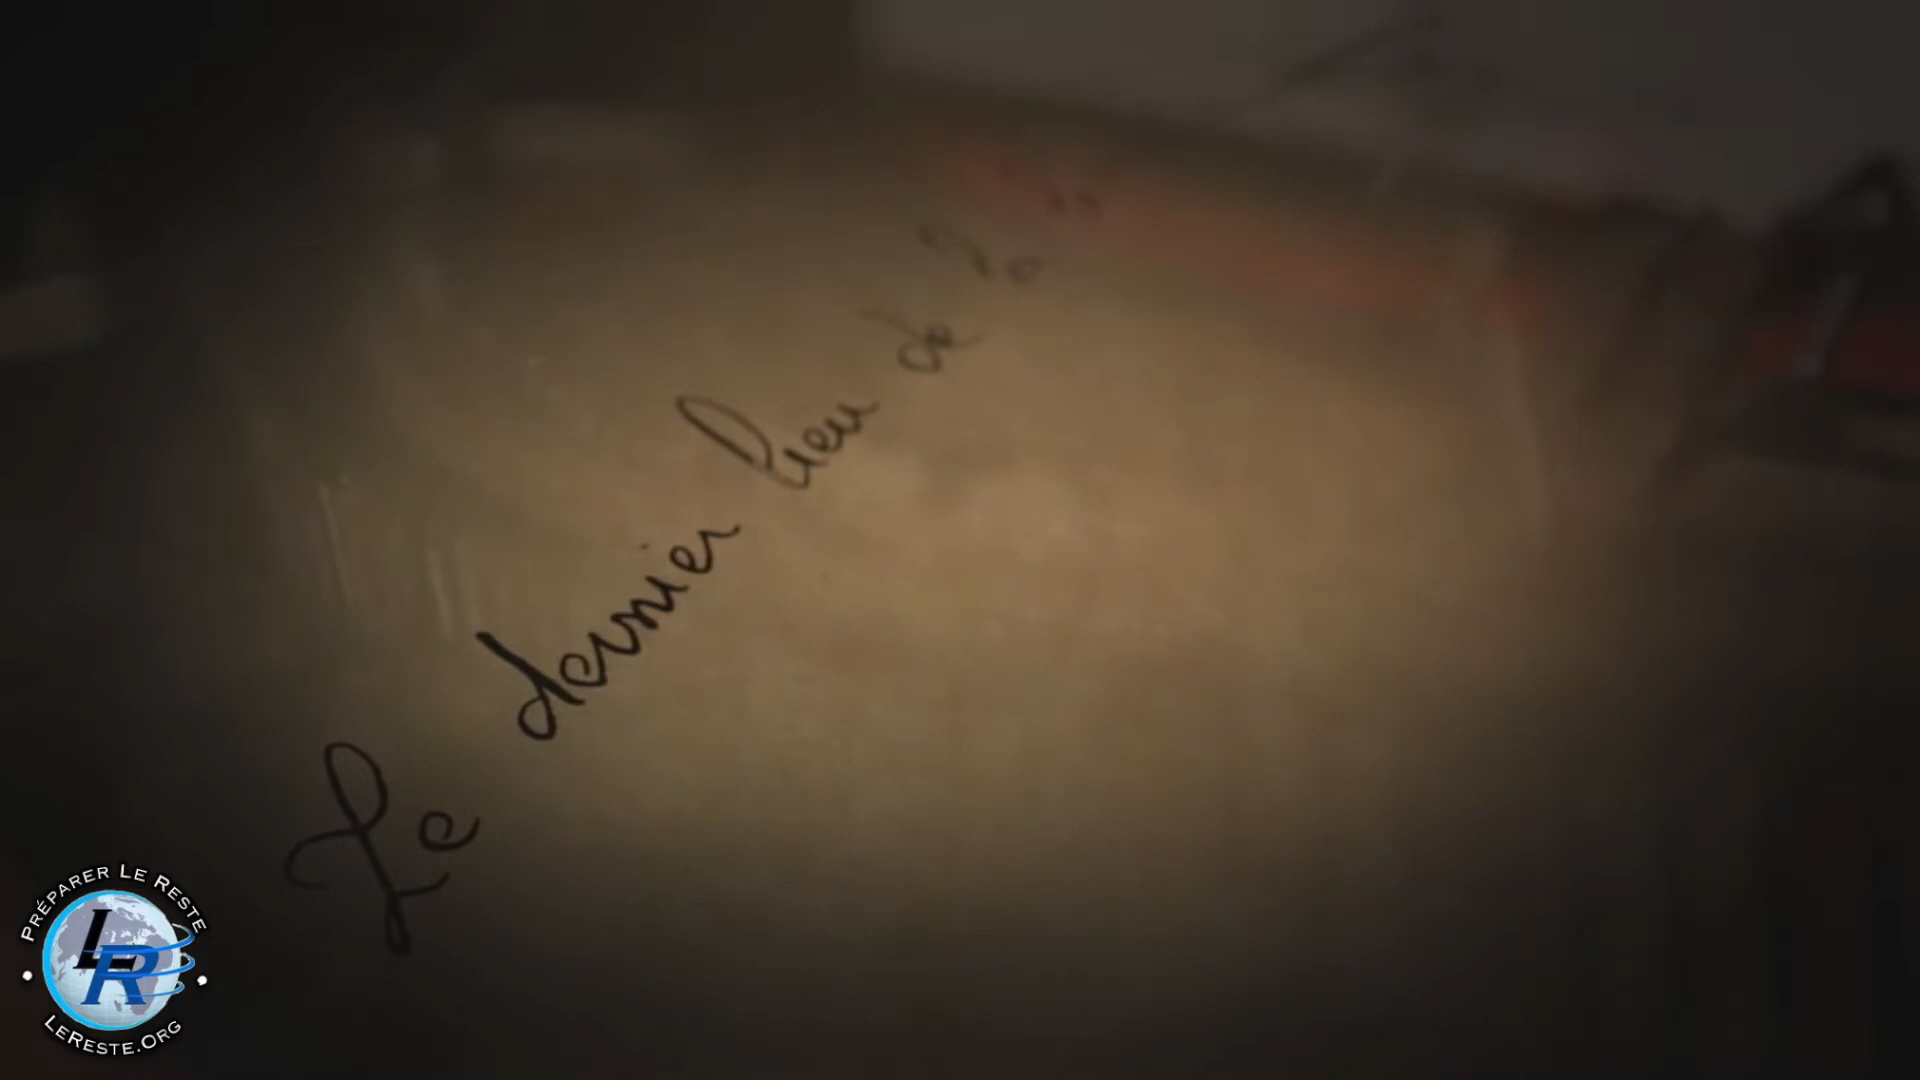 Le dernier lieu de
PRÉPARER LE RESTE
LR
LERESTE.ORG